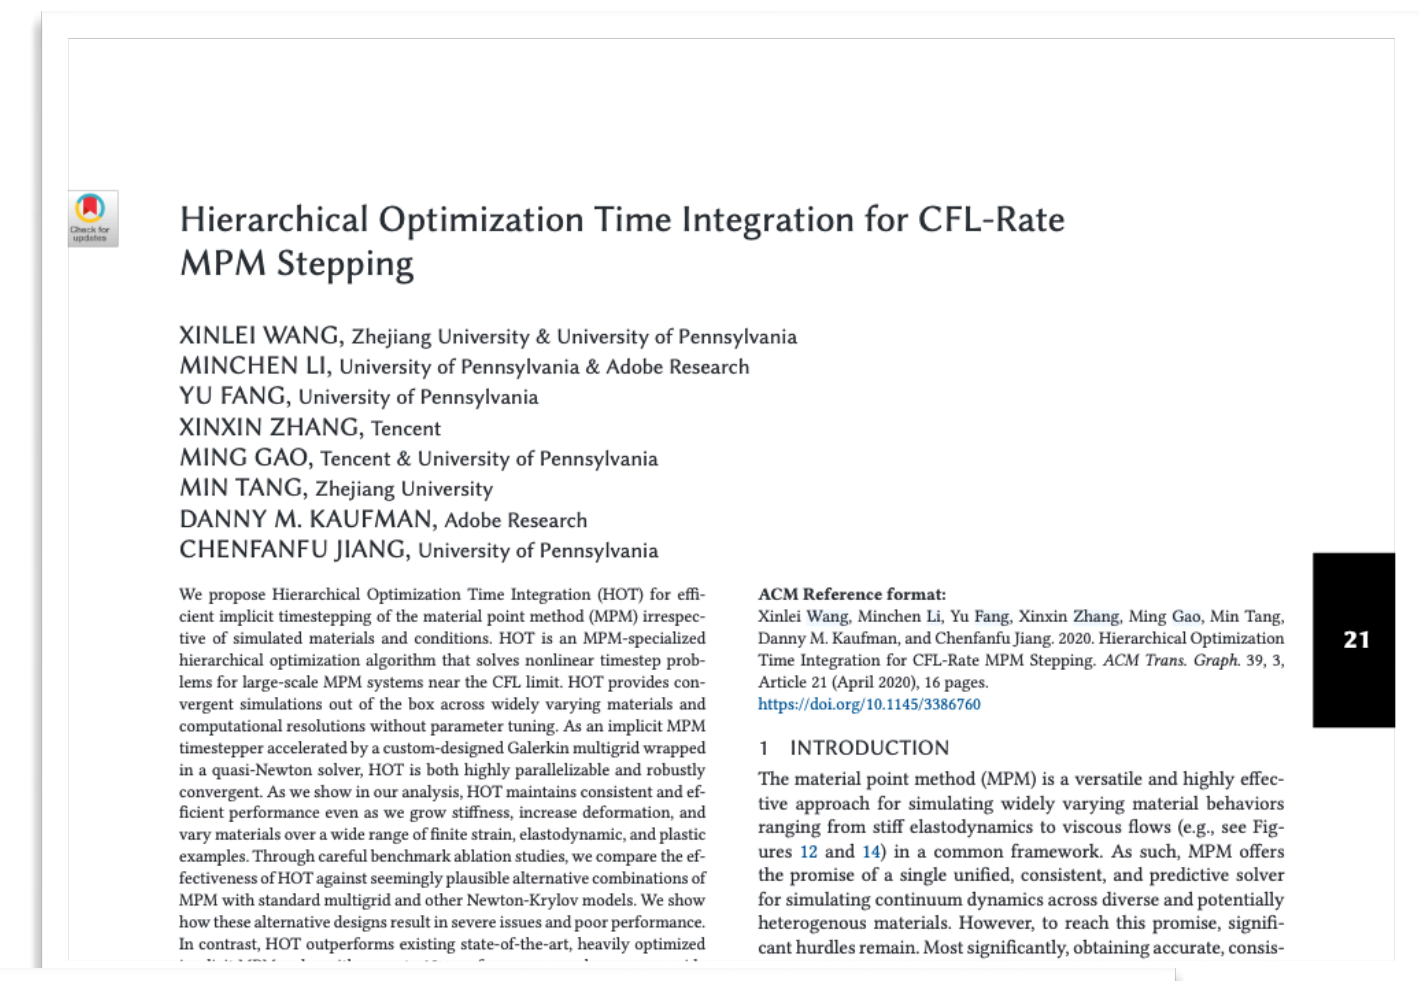 Check for
updates
Hierarchical Optimization Time Integration for CFL-Rate
MPM Stepping
XINLEI WANG, Zhejiang University & University of Pennsylvania
MINCHEN LI, University of Pennsylvania & Adobe Research
YU FANG, University of Pennsylvania
XINXIN ZHANG, Tencent
MING GAO, Tencent & University of Pennsylvania
MIN TANG, Zhejiang University
DANNY M. KAUFMAN, Adobe Research
CHENFANFU JIANG, University of Pennsylvania
We propose Hierarchical Optimization Time Integration (HOT) for effi-
cient implicit timestepping of the material point method (MPM) irrespec-
tive of simulated materials and conditions. HOT is an MPM-specialized
hierarchical optimization algorithm that solves nonlinear timestep prob-
lems for large-scale MPM systems near the CFL limit. HOT provides con-
vergent simulations out of the box across widely varying materials and
computational resolutions without parameter tuning. As an implicit MPM
timestepper accelerated by a custom-designed Galerkin multigrid wrapped
in a quasi-Newton solver, HOT is both highly parallelizable and robustly
convergent. As we show in our analysis, HOT maintains consistent and ef-
ficient performance even as we grow stiffness, increase deformation, and
vary materials over a wide range of finite strain, elastodynamic, and plastic
examples. Through careful benchmark ablation studies, we compare the ef-
fectiveness of HOT against seemingly plausible alternative combinations of
MPM with standard multigrid and other Newton-Krylov models. We show
how these alternative designs result in severe issues and poor performance.
In contrast, HOT outperforms existing state-of-the-art, heavily optimized
ACM Reference format:
Xinlei Wang, Minchen Li, Yu Fang, Xinxin Zhang, Ming Gao, Min Tang,
Danny M. Kaufman, and Chenfanfu Jiang. 2020. Hierarchical Optimization
Time Integration for CFL-Rate MPM Stepping. ACM Trans. Graph. 39, 3,
Article 21 (April 2020), 16 pages.
https://doi.org/10.1145/3386760
1 INTRODUCTION
The material point method (MPM) is a versatile and highly effec-
tive approach for simulating widely varying material behaviors
ranging from stiff elastodynamics to viscous flows (e.g., see Fig-
ures 12 and 14) in a common framework. As such, MPM offers
the promise of a single unified, consistent, and predictive solver
for simulating continuum dynamics across diverse and potentially
heterogenous materials. However, to reach this promise, signifi-
cant hurdles remain. Most significantly, obtaining accurate, consis-
21